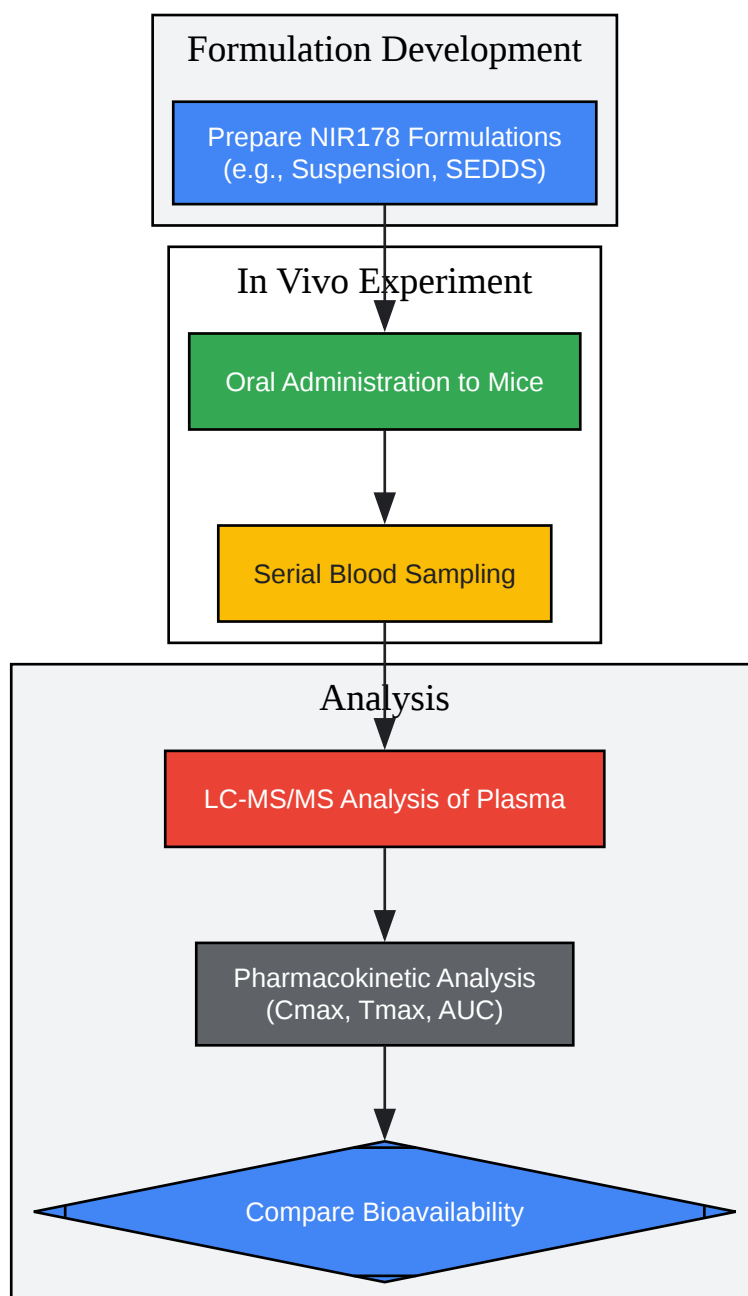 Formulation Development
Prepare NIR178 Formulations
(e.g., Suspension, SEDDS)
In Vivo Experiment
Oral Administration to Mice
Serial Blood Sampling
Analysis
LC-MS/MS Analysis of Plasma
Pharmacokinetic Analysis
(Cmax, Tmax, AUC)
Compare Bioavailability